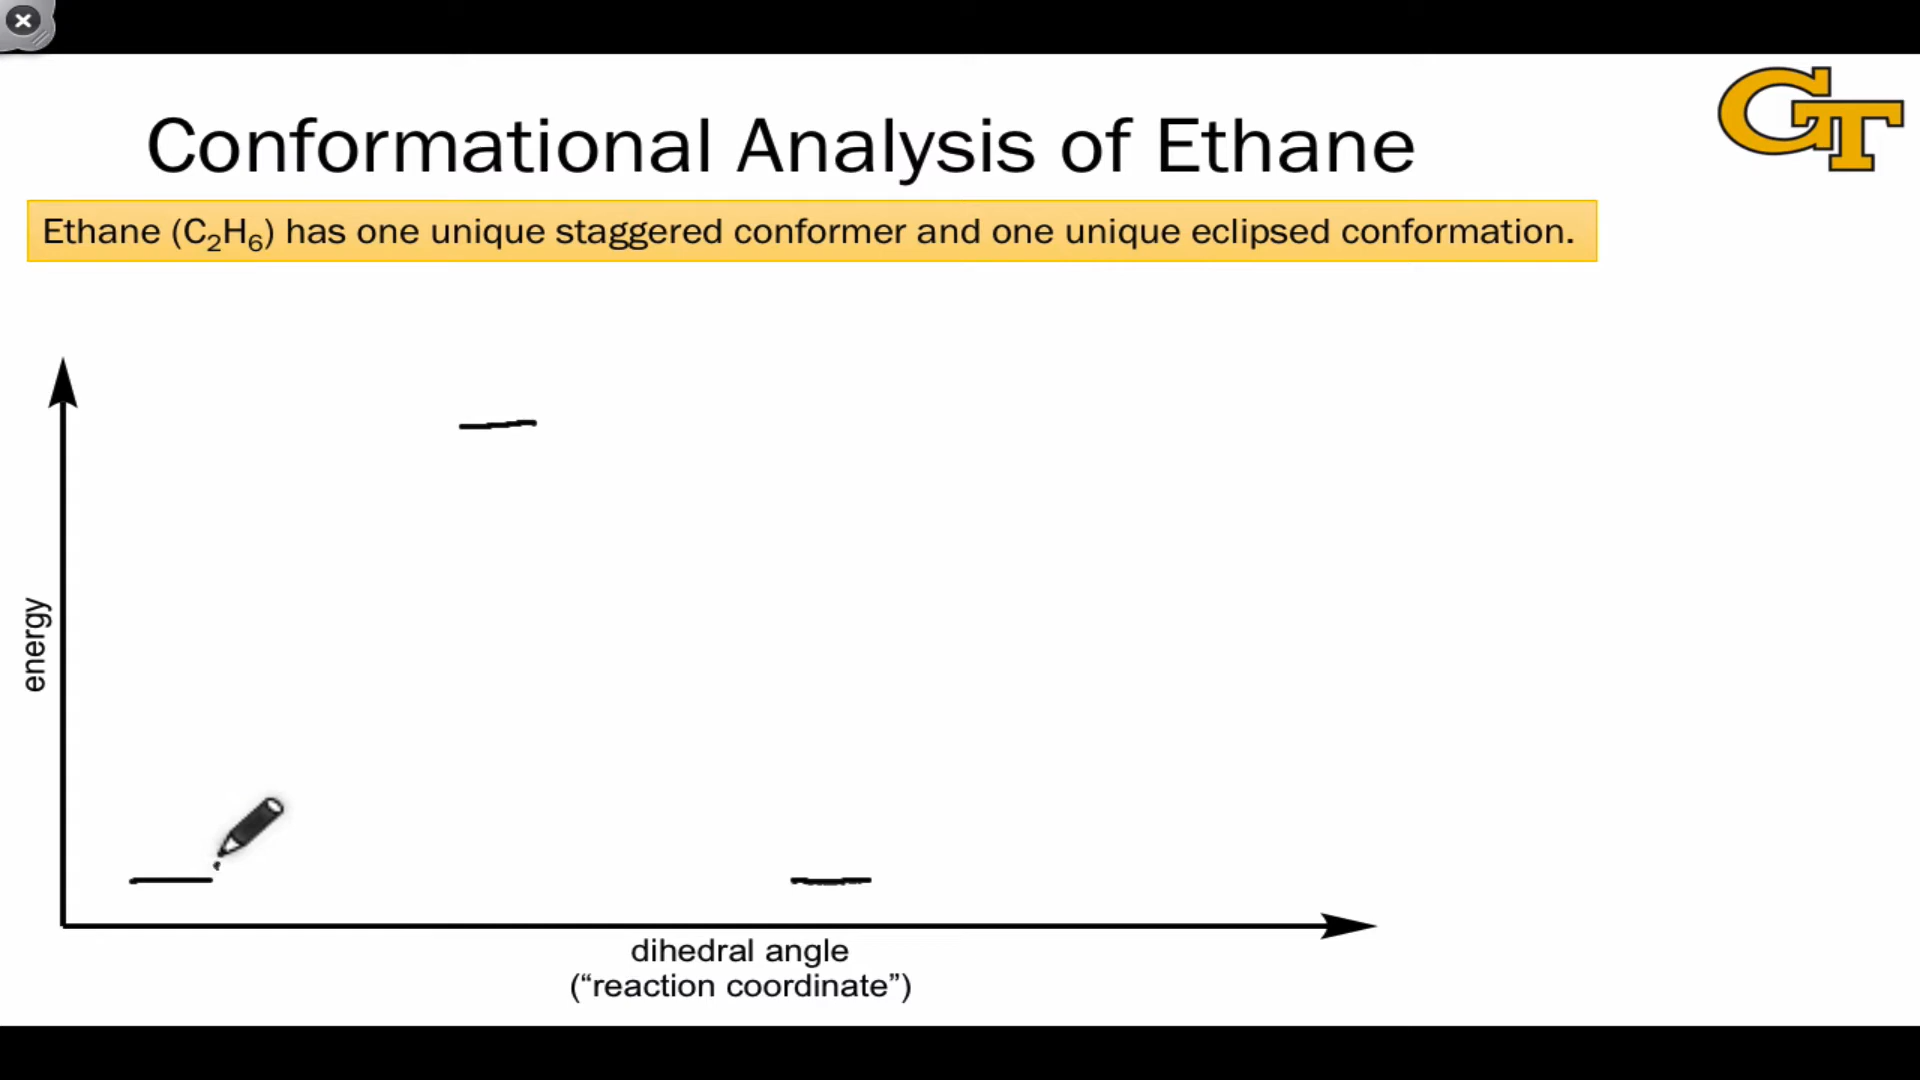 GT
Conformational Analysis of Ethane
Ethane (C₂H₆) has one unique staggered conformer and one unique eclipsed conformation.
energy
dihedral angle
(“reaction coordinate”)